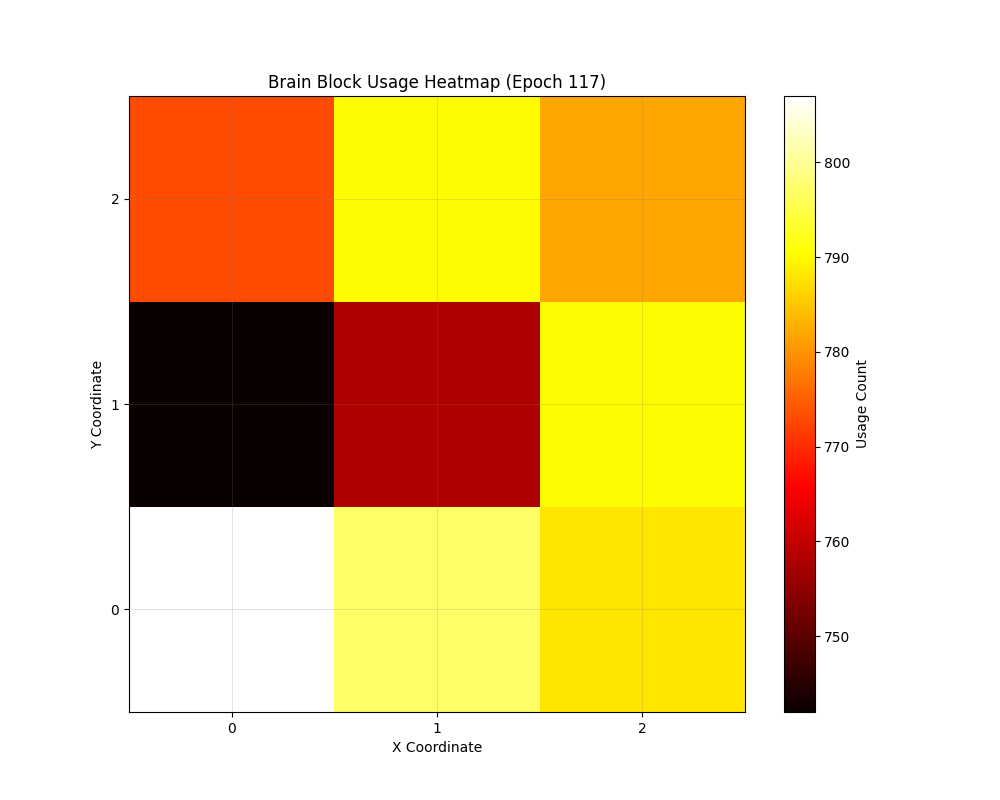 Brain Block Usage Heatmap (Epoch 117)
2
1
0
Y Coordinate
0 1 2
X Coordinate
800
790
780
770
760
750
Usage Count